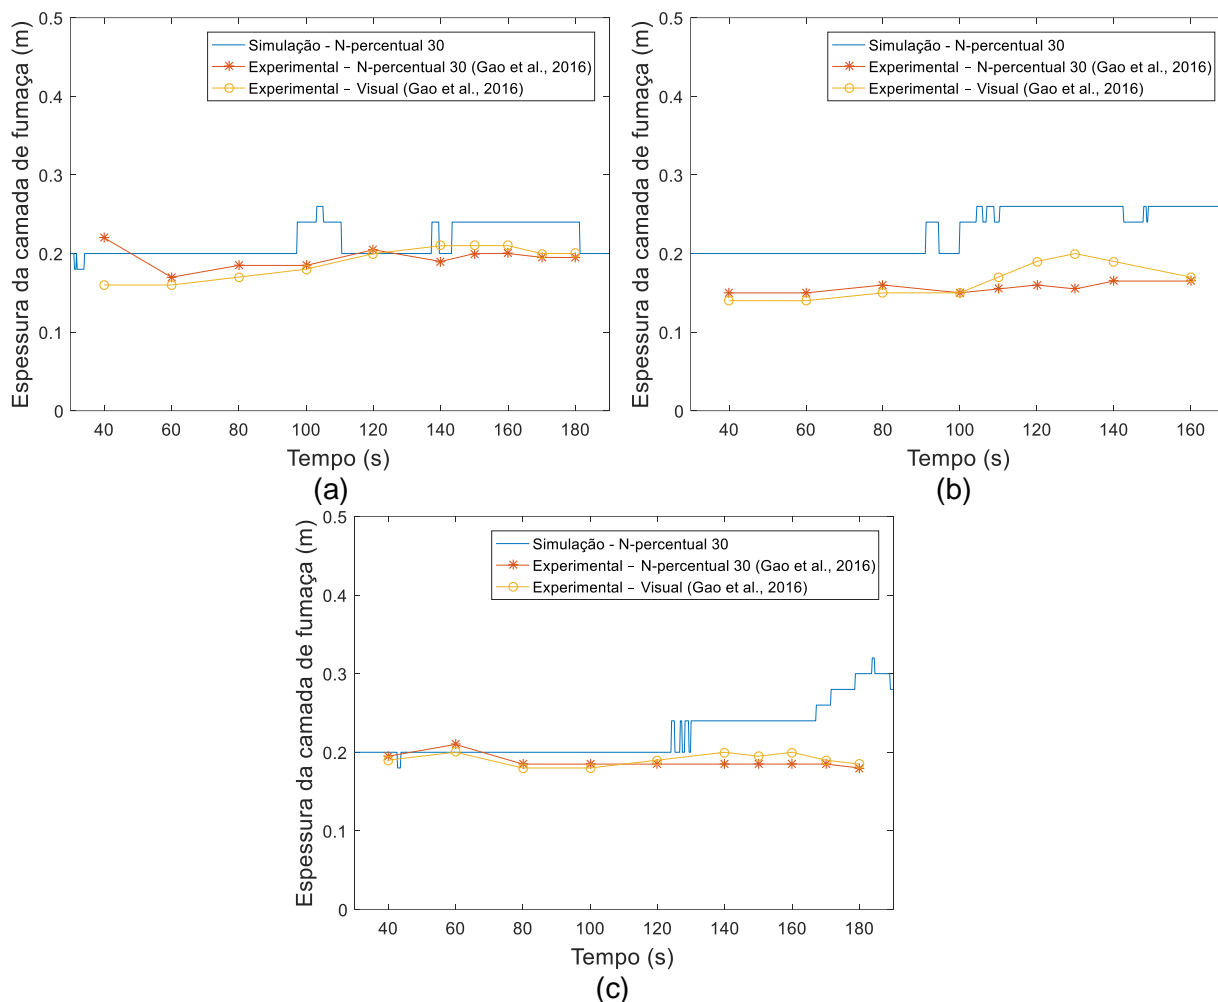 Espessura da camada de fumaça (m)
0.5
0.4
0.3
0.2
0.1
0
Simulação - N-percentual 30
Experimental – N-percentual 30 (Gao et al., 2016)
Experimental – Visual (Gao et al., 2016)
40 60 80 100 120 140 160 180
Tempo (s)
(a)
Espessura da camada de fumaça (m)
0.5
0.4
0.3
0.2
0.1
0
Simulação - N-percentual 30
Experimental – N-percentual 30 (Gao et al., 2016)
Experimental – Visual (Gao et al., 2016)
40 60 80 100 120 140 160
Tempo (s)
(b)
Espessura da camada de fumaça (m)
0.5
0.4
0.3
0.2
0.1
0
Simulação - N-percentual 30
Experimental – N-percentual 30 (Gao et al., 2016)
Experimental – Visual (Gao et al., 2016)
40 60 80 100 120 140 160 180
Tempo (s)
(c)